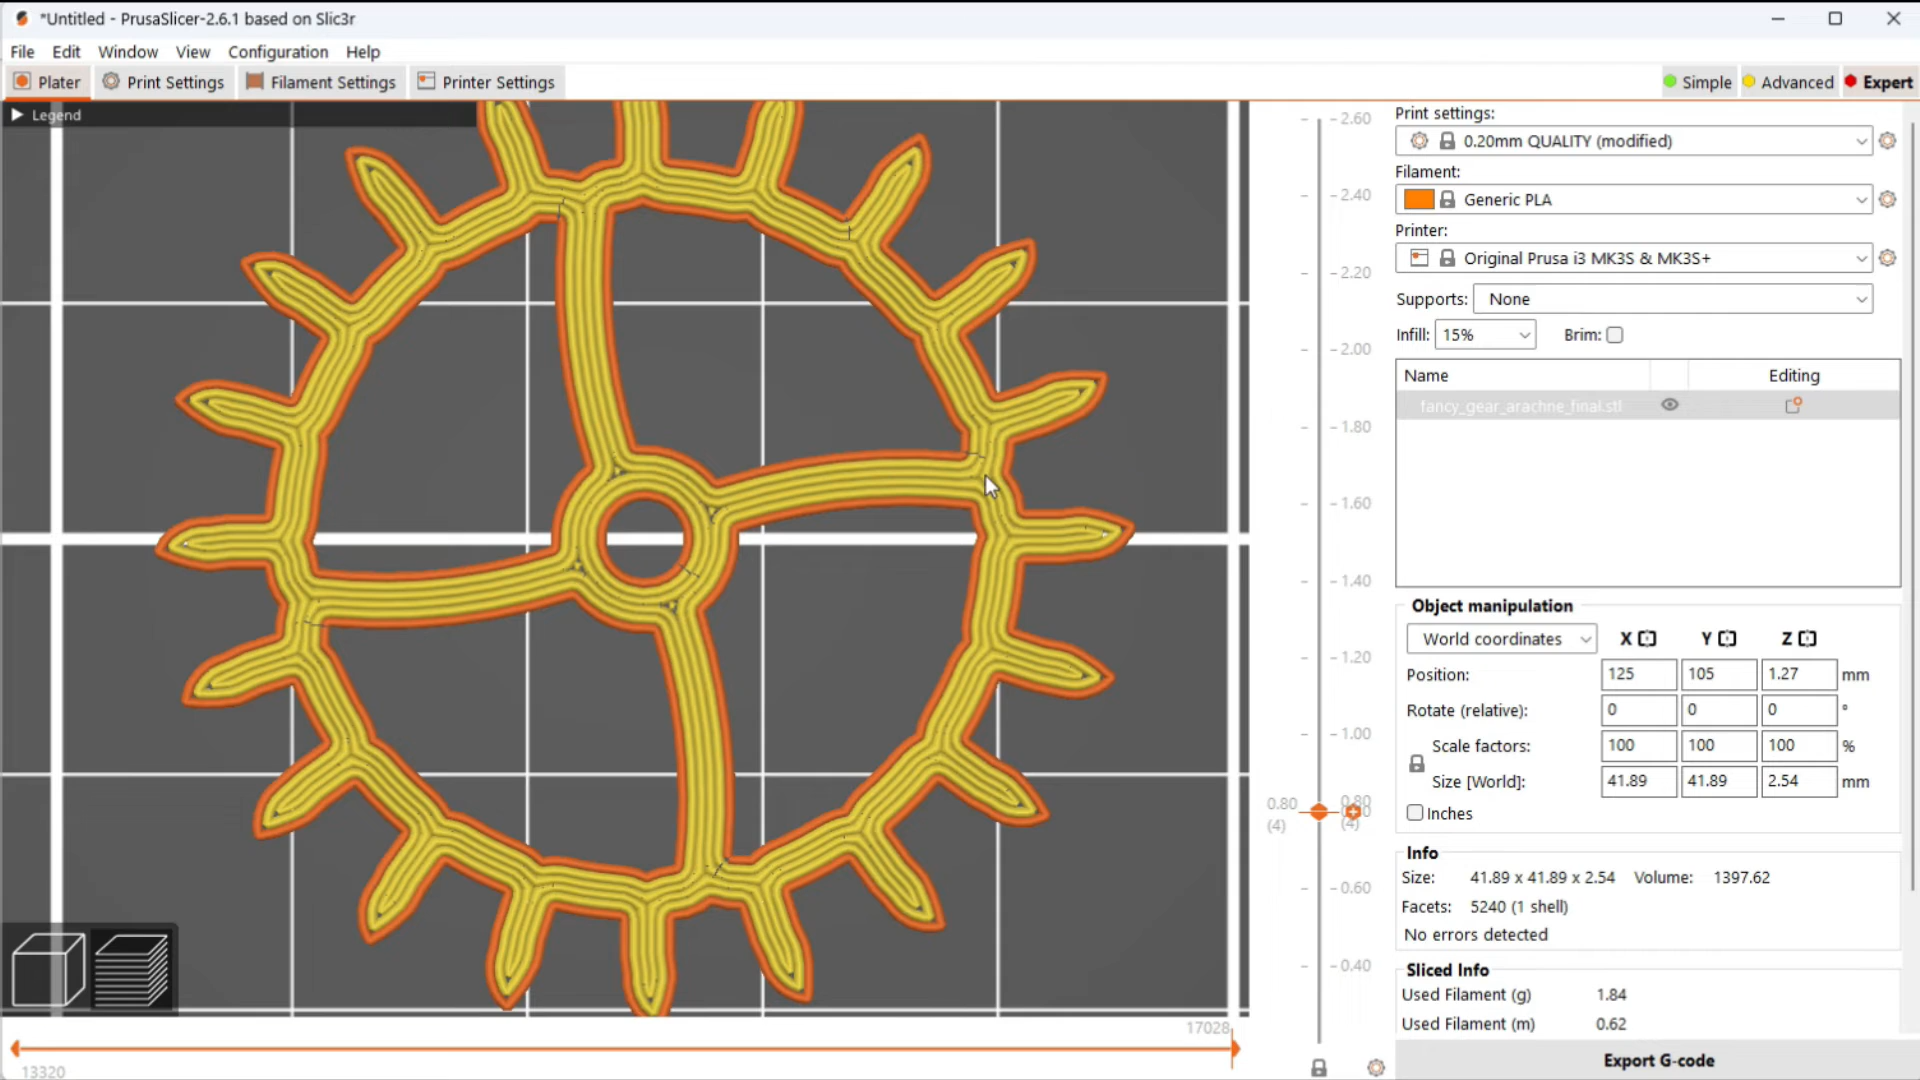 *Untitled - PrusaSlicer-2.6.1 based on Slic3r
File Edit Window View Configuration Help
Plater Print Settings Filament Settings Printer Settings Simple Advanced Expert
Legend
2.60
2.40
2.20
2.00
1.80
1.60
1.40
1.20
1.00
0.80 0.80
(4) (4)
0.60
0.40
17028
13320
Print settings:
0.20mm QUALITY (modified)
Filament:
Generic PLA
Printer:
Original Prusa i3 MK3S & MK3S+
Supports: None
Infill: 15% Brim:
Name Editing
fancy_gear_arachne_final.stl
Object manipulation
World coordinates X Y Z
Position: 125 105 1.27 mm
Rotate (relative): 0 0 0 °
Scale factors: 100 100 100 %
Size [World]: 41.89 41.89 2.54 mm
Inches
Info
Size: 41.89 x 41.89 x 2.54 Volume: 1397.62
Facets: 5240 (1 shell)
No errors detected
Sliced Info
Used Filament (g) 1.84
Used Filament (m) 0.62
Export G-code